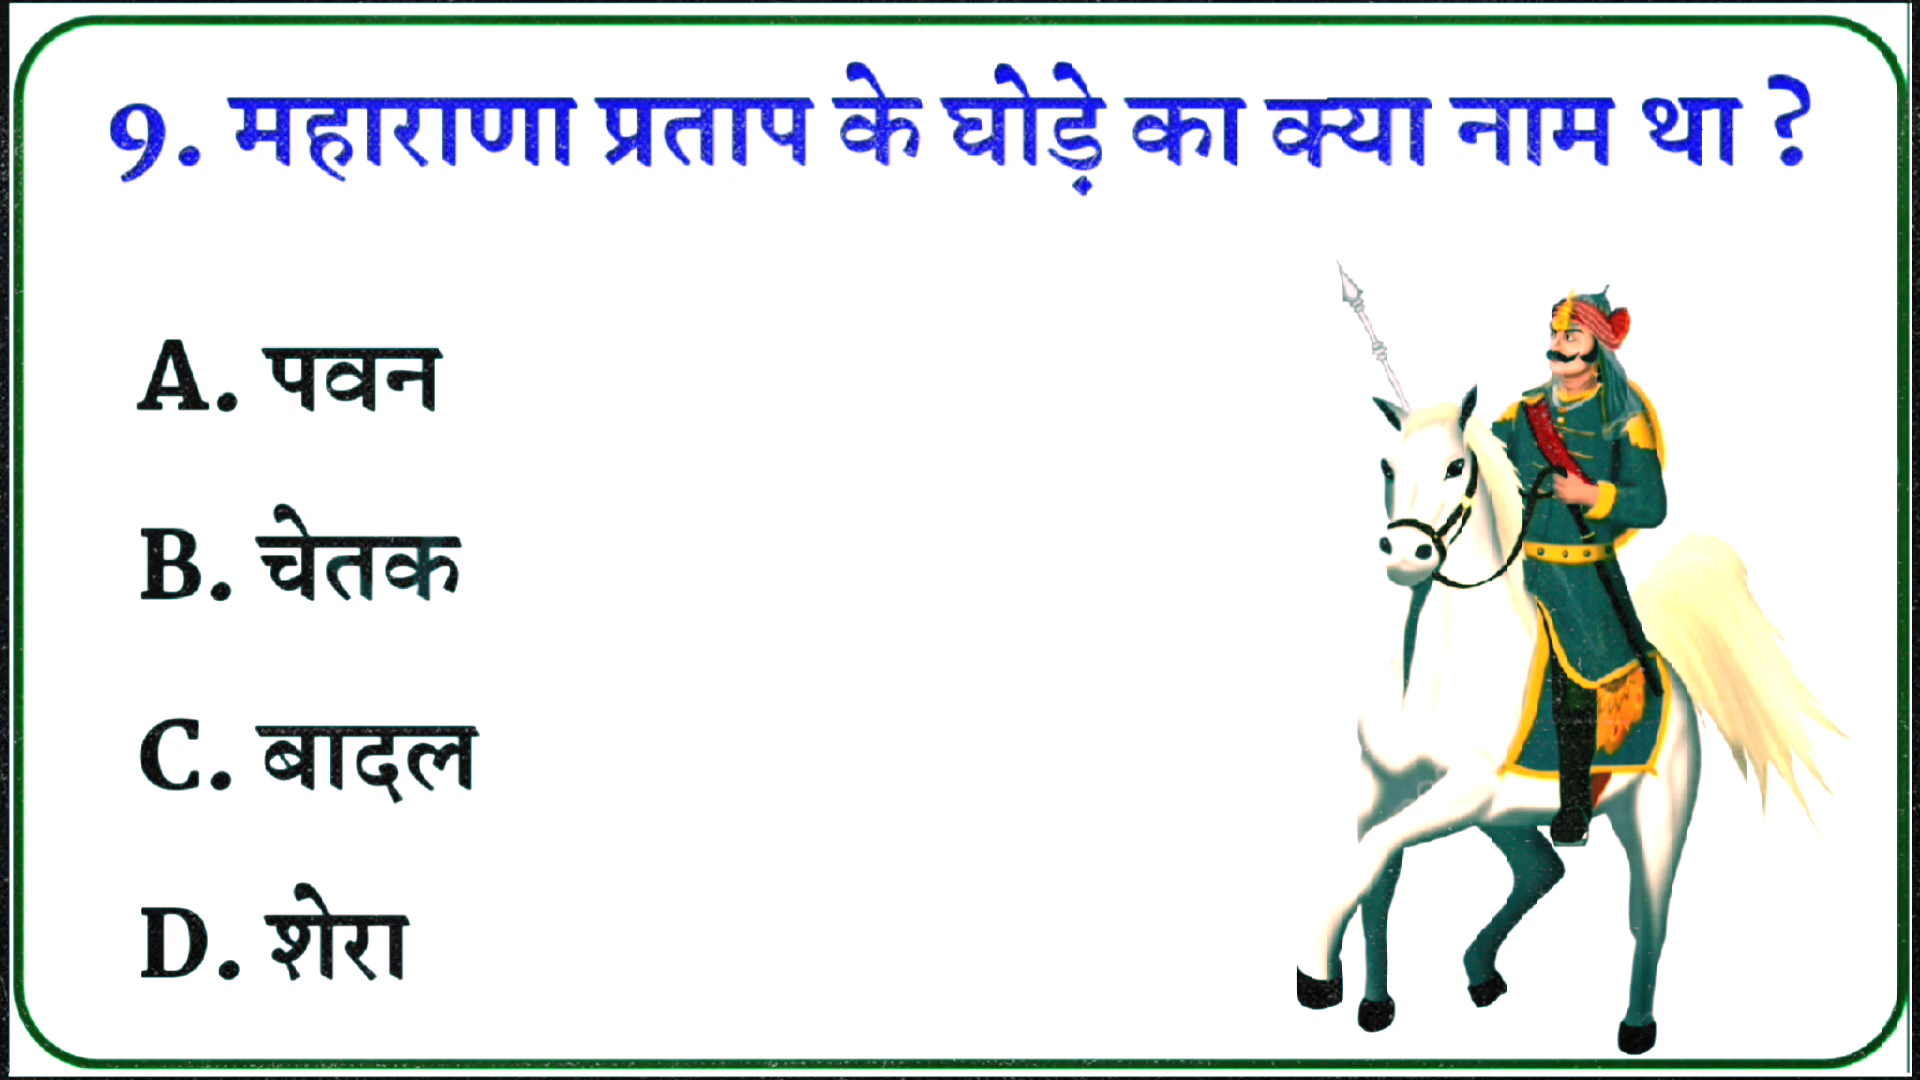 9. महाराणा प्रताप के घोड़े का क्या नाम था ?
A. पवन
B. चेतक
C. बादल
D. शेरा